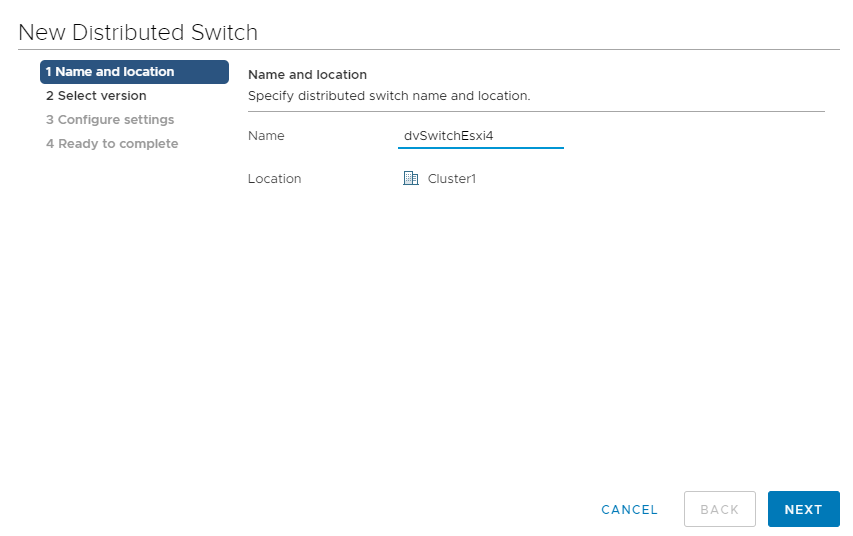 New Distributed Switch
1 Name and location
2 Select version
3 Configure settings
4 Ready to complete
Name and location
Specify distributed switch name and location.
Name dvSwitchEsxi4
Location Cluster1
CANCEL BACK NEXT